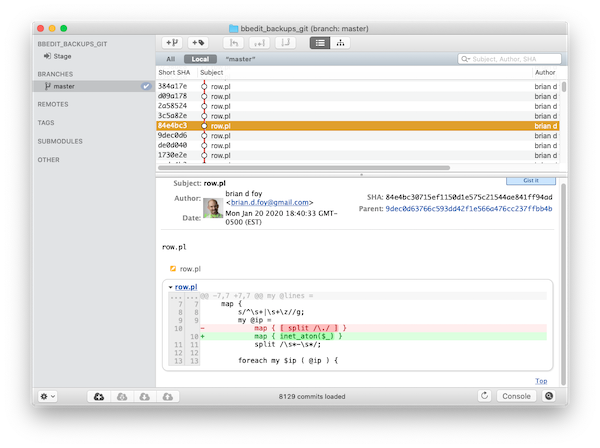 bbedit_backups_git (branch: master)
BBEDIT_BACKUPS_GIT
Stage
BRANCHES
master
REMOTES
TAGS
SUBMODULES
OTHER
All Local "master"
Subject, Author, SHA
Short SHA Subject Author
384a17e row.pl brian d
d09a178 row.pl brian d
2a58524 row.pl brian d
3c5a82e row.pl brian d
84e4bc3 row.pl brian d
9dec0d6 row.pl brian d
de0d040 row.pl brian d
1730e2e row.pl brian d
Gist it
Subject: row.pl
Author: brian d foy
<brian.d.foy@gmail.com>
Date: Mon Jan 20 2020 18:40:33 GMT-
0500 (EST)
SHA: 84e4bc30715ef1150d1e575c21544ae841ff94ad
Parent: 9dec0d63766c593dd42f1e566a476cc237ffbb4b
row.pl
row.pl
row.pl
... ... @@ -7,7 +7,7 @@ my @lines =
7 7 map {
8 8 s/^\s+|\s+\z//g;
9 9 my @ip =
10 - map { [ split /\./ ] }
10 + map { inet_aton($_) }
11 11 split /\s*-\s*/;
12 12
13 13 foreach my $ip ( @ip ) {
Top
8129 commits loaded
Console